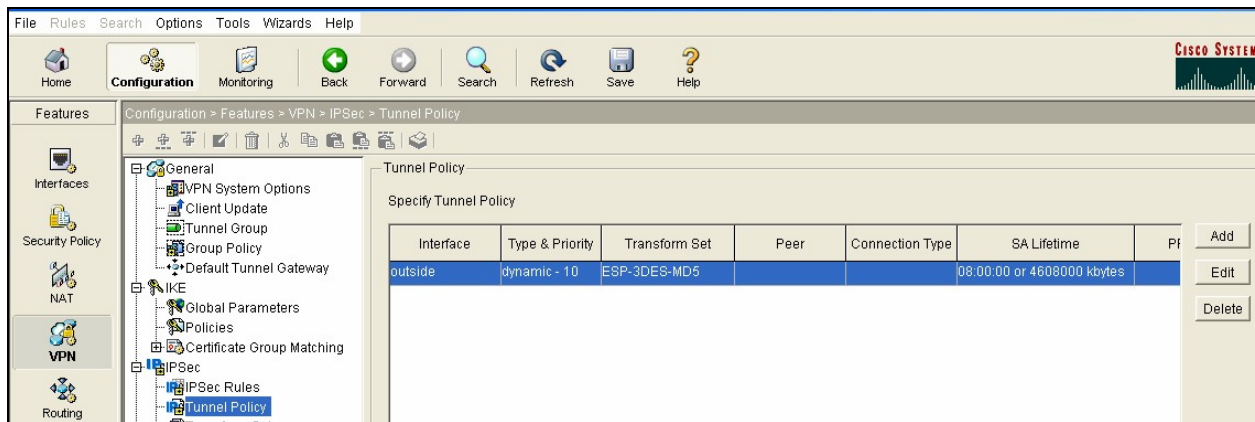 File Rules Search Options Tools Wizards Help
Home Configuration Monitoring Back Forward Search Refresh Save Help
CISCO SYSTEM
Features
Configuration > Features > VPN > IPSec > Tunnel Policy
Interfaces
Security Policy
NAT
VPN
Routing
General
VPN System Options
Client Update
Tunnel Group
Group Policy
Default Tunnel Gateway
IKE
Global Parameters
Policies
Certificate Group Matching
IPSec
IPSec Rules
Tunnel Policy
Tunnel Policy
Specify Tunnel Policy
Interface Type & Priority Transform Set Peer Connection Type SA Lifetime
outside dynamic - 10 ESP-3DES-MD5 08:00:00 or 4608000 kbytes
Add
Edit
Delete